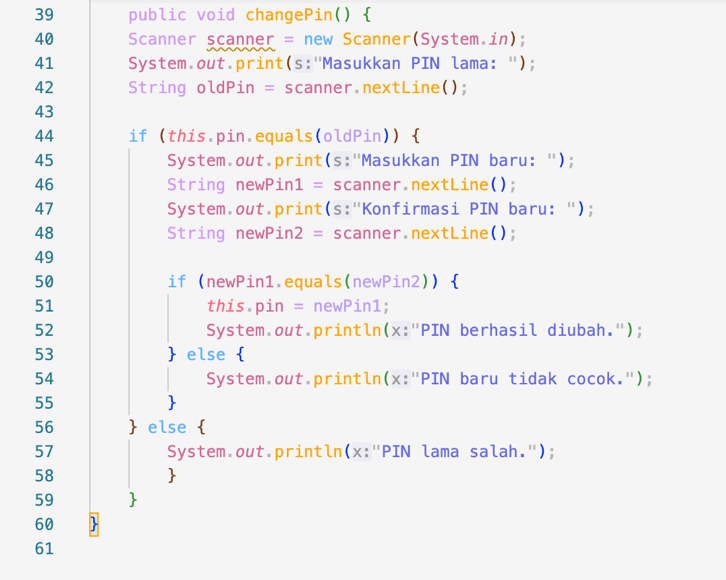 39 public void changePin() {
40 Scanner scanner = new Scanner(System.in);
41 System.out.print(s:"Masukkan PIN lama: ");
42 String oldPin = scanner.nextLine();
43
44 if (this.pin.equals(oldPin)) {
45 System.out.print(s:"Masukkan PIN baru: ");
46 String newPin1 = scanner.nextLine();
47 System.out.print(s:"Konfirmasi PIN baru: ");
48 String newPin2 = scanner.nextLine();
49
50 if (newPin1.equals(newPin2)) {
51 this.pin = newPin1;
52 System.out.println(x:"PIN berhasil diubah.");
53 } else {
54 System.out.println(x:"PIN baru tidak cocok.");
55 }
56 } else {
57 System.out.println(x:"PIN lama salah.");
58 }
59 }
60 }
61